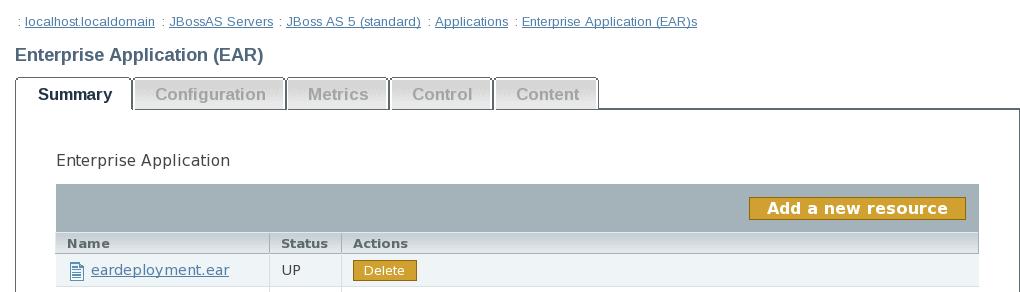 : localhost.localdomain : JBossAS Servers : JBoss AS 5 (standard) : Applications : Enterprise Application (EAR)s
Enterprise Application (EAR)
Summary Configuration Metrics Control Content
Enterprise Application
Add a new resource
Name Status Actions
eardeployment.ear UP Delete